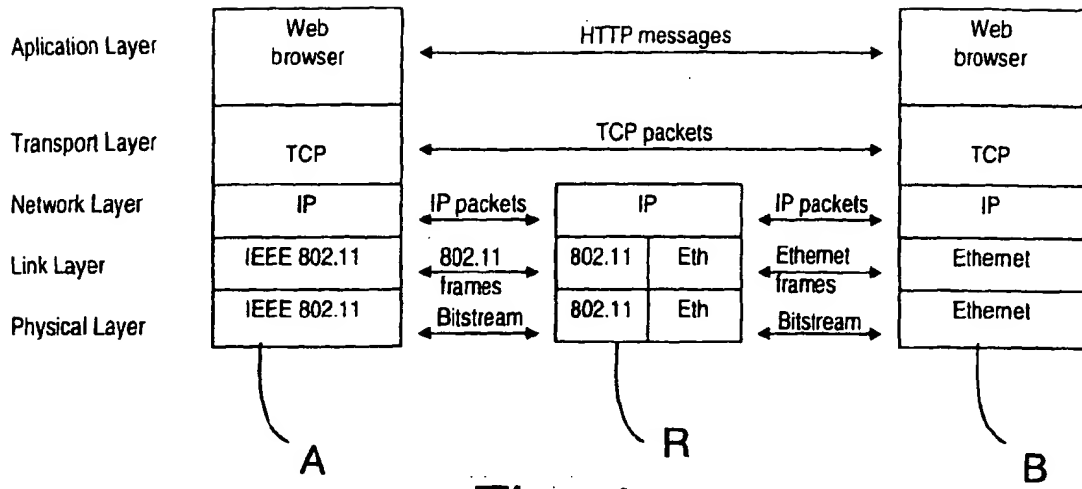 Aplication Layer
Web
browser
HTTP messages
Web
browser
Transport Layer
TCP
TCP packets
TCP
Network Layer
IP
IP packets
IP
IP packets
IP
Link Layer
IEEE 802.11
802.11
frames
802.11
Eth
Ethernet
frames
Ethernet
Physical Layer
IEEE 802.11
Bitstream
802.11
Eth
Bitstream
Ethernet
A
R
B